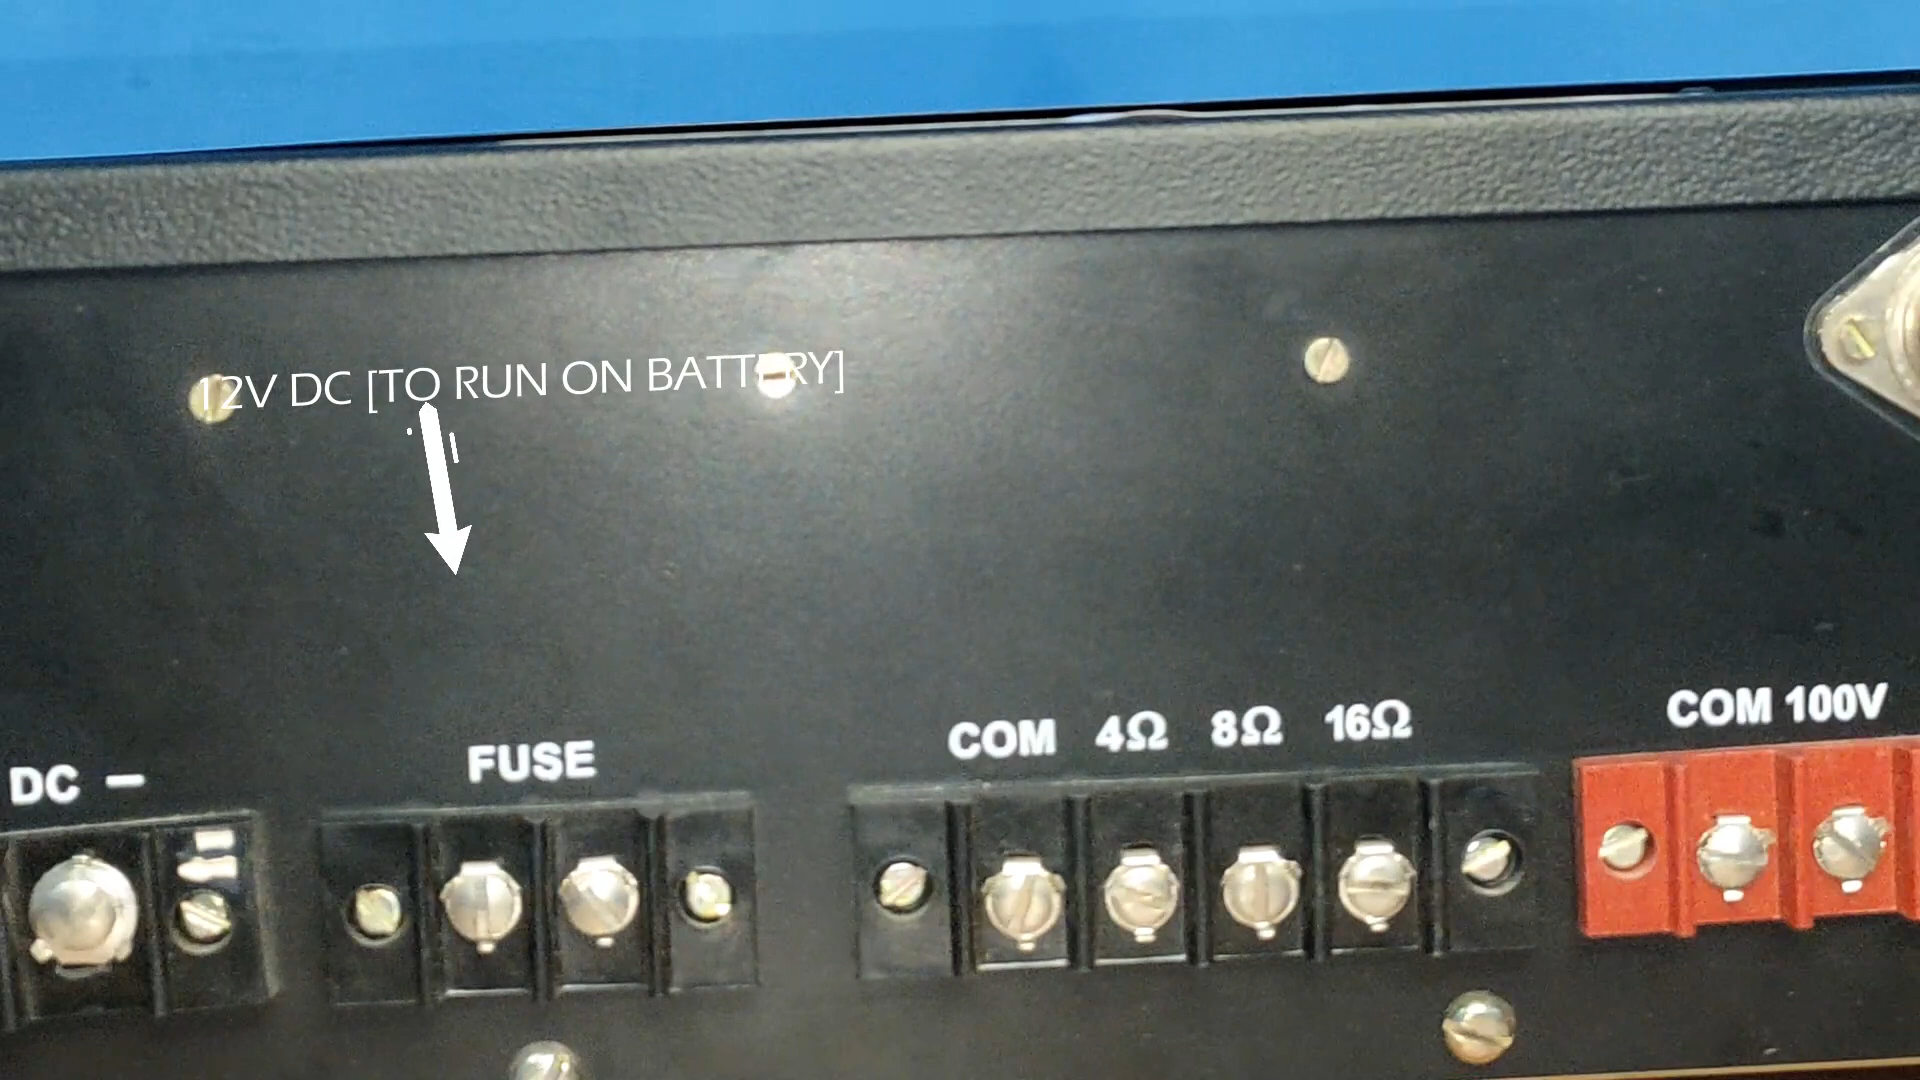 12V DC [TO RUN ON BATTERY]
COM 100V
COM 4Ω 8Ω 16Ω
FUSE
DC –